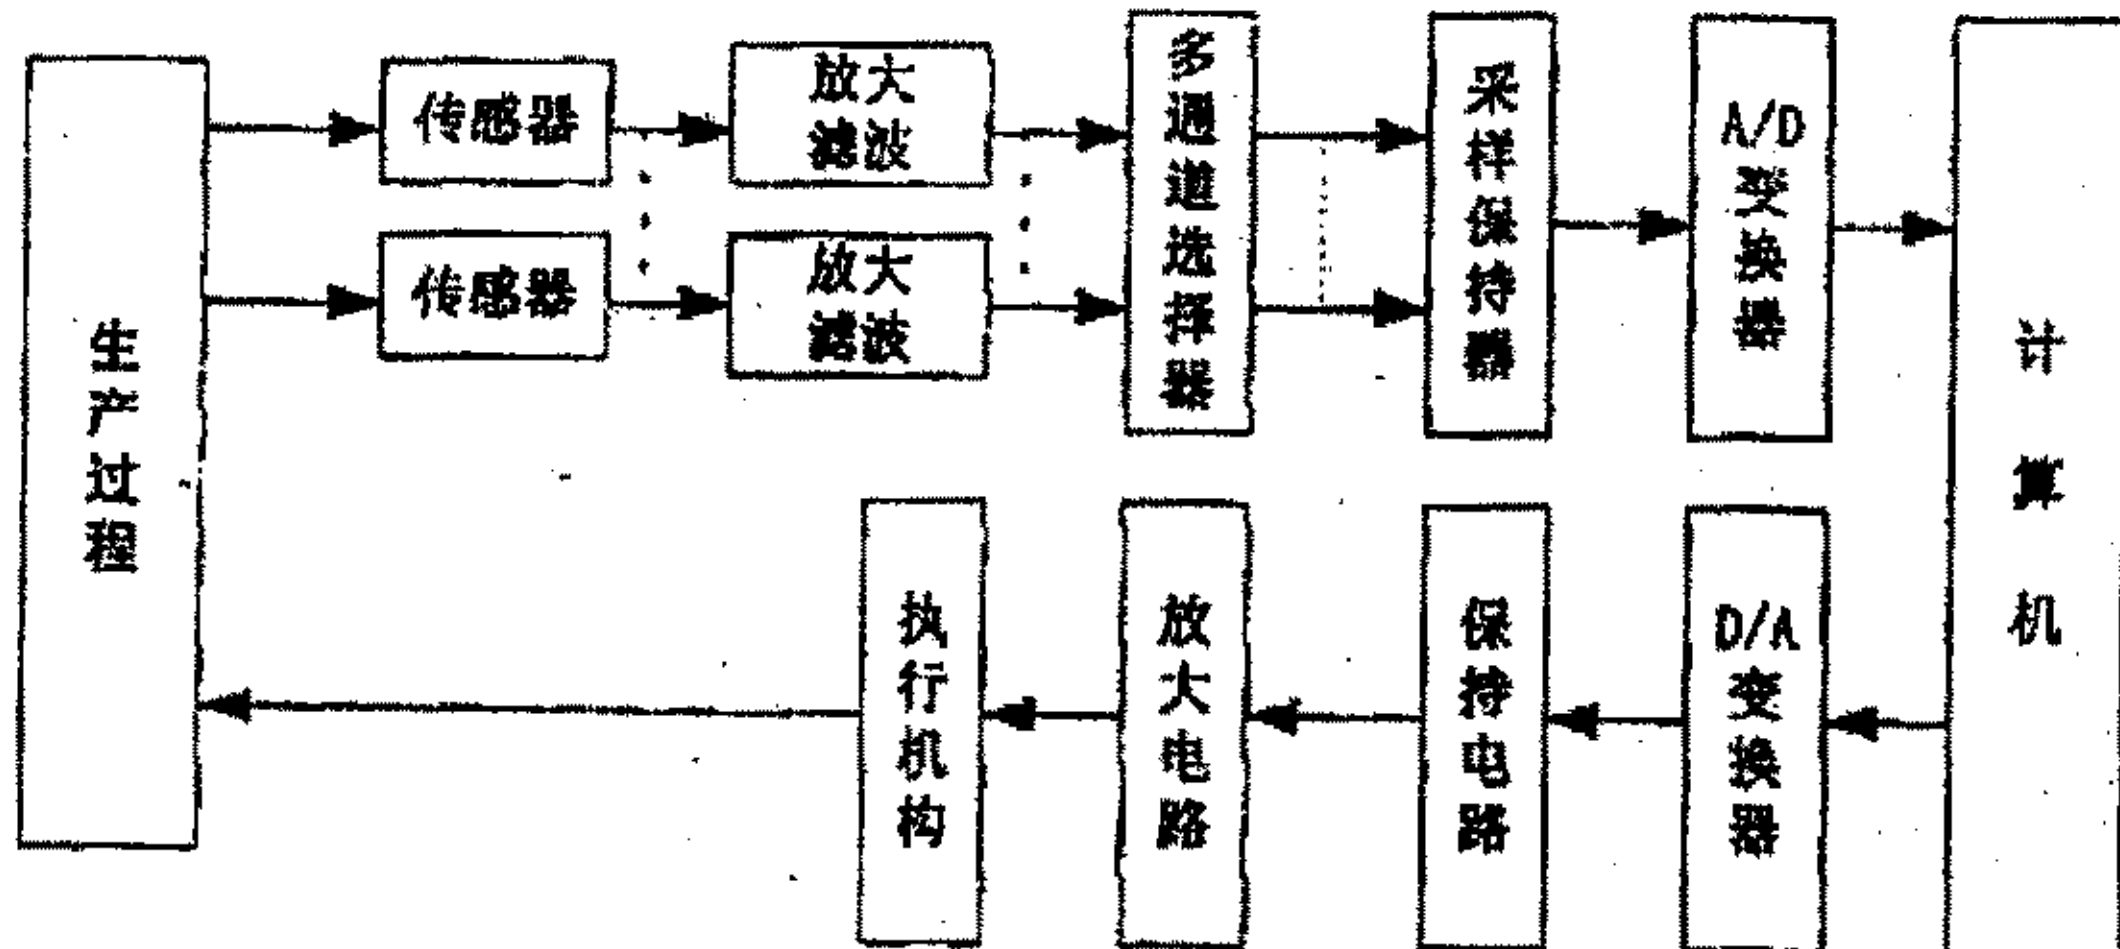 生产过程
传感器
放大
滤波
传感器
放大
滤波
多通道选择器
采样保持器
A/D变换器
计算机
执行机构
放大电路
保持电路
D/A变换器